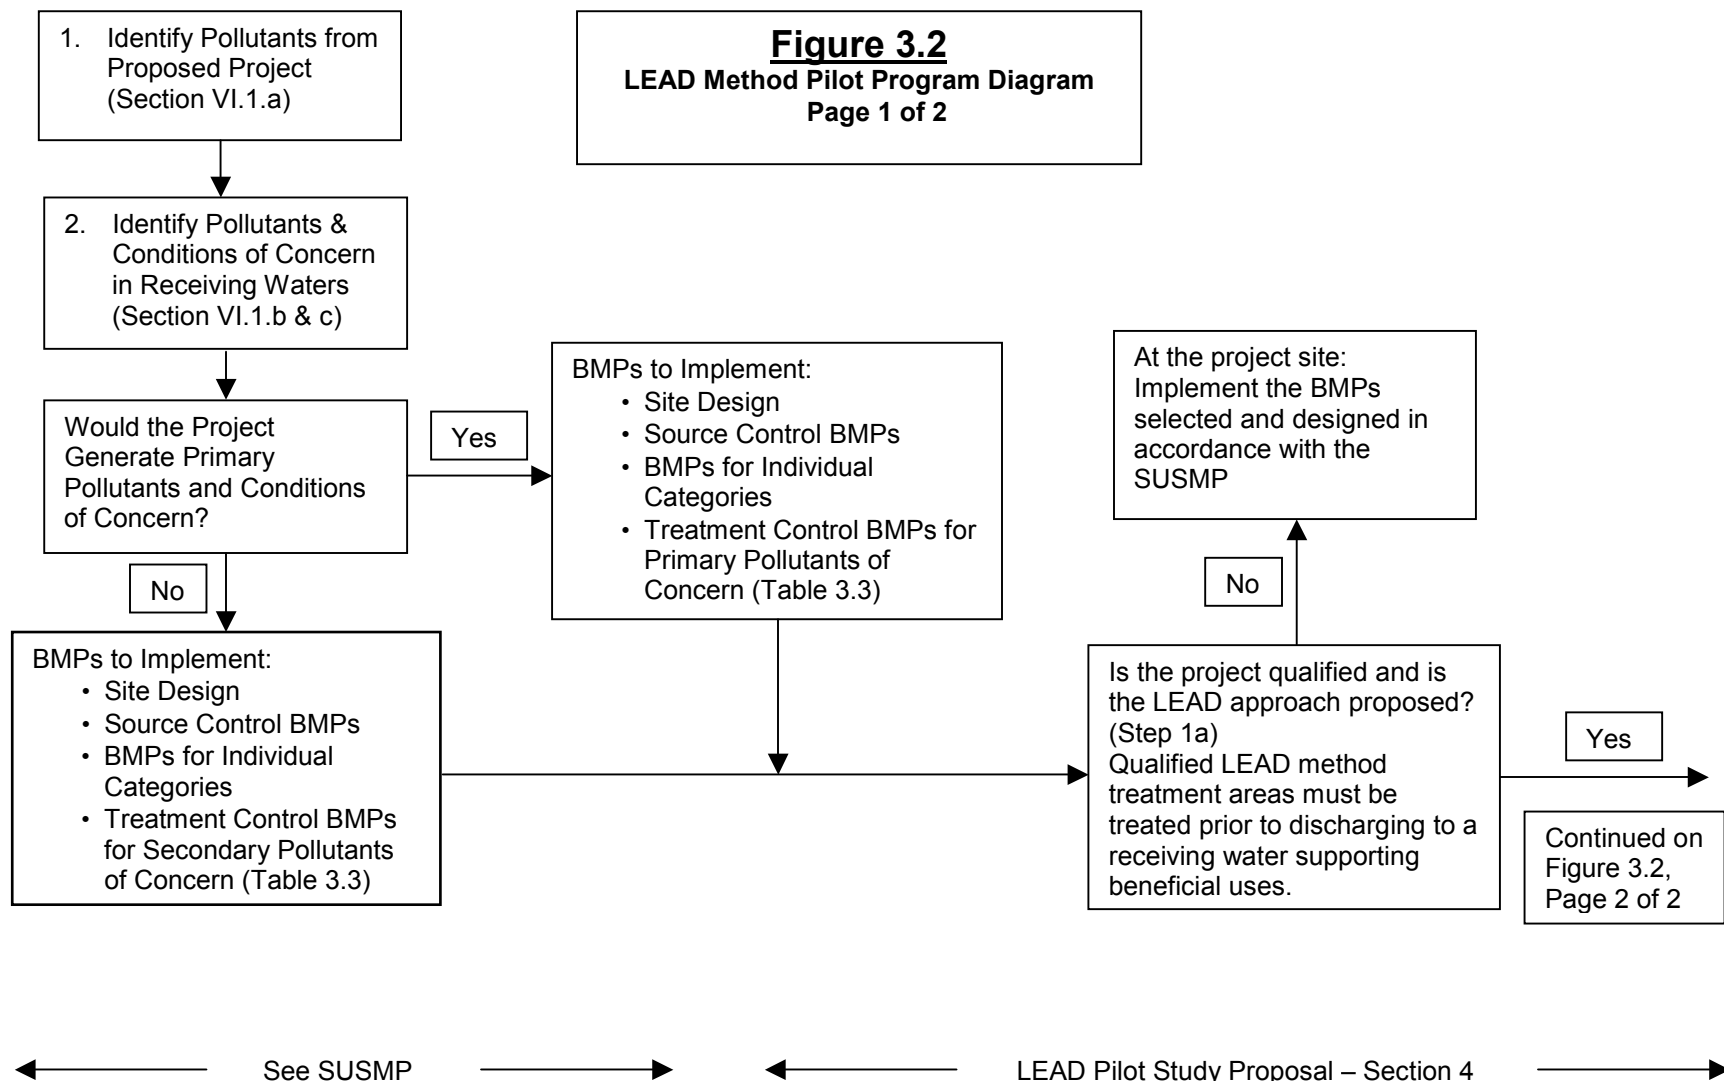 Figure 3.2
LEAD Method Pilot Program Diagram
Page 1 of 2
1. Identify Pollutants from
Proposed Project
(Section VI.1.a)
2. Identify Pollutants &
Conditions of Concern
in Receiving Waters
(Section VI.1.b & c)
Would the Project
Generate Primary
Pollutants and Conditions
of Concern?
Yes
No
BMPs to Implement:
• Site Design
• Source Control BMPs
• BMPs for Individual
Categories
• Treatment Control BMPs for
Primary Pollutants of
Concern (Table 3.3)
BMPs to Implement:
• Site Design
• Source Control BMPs
• BMPs for Individual
Categories
• Treatment Control BMPs
for Secondary Pollutants
of Concern (Table 3.3)
At the project site:
Implement the BMPs
selected and designed in
accordance with the
SUSMP
No
Is the project qualified and is
the LEAD approach proposed?
(Step 1a)
Qualified LEAD method
treatment areas must be
treated prior to discharging to a
receiving water supporting
beneficial uses.
Yes
Continued on
Figure 3.2,
Page 2 of 2
See SUSMP
LEAD Pilot Study Proposal – Section 4